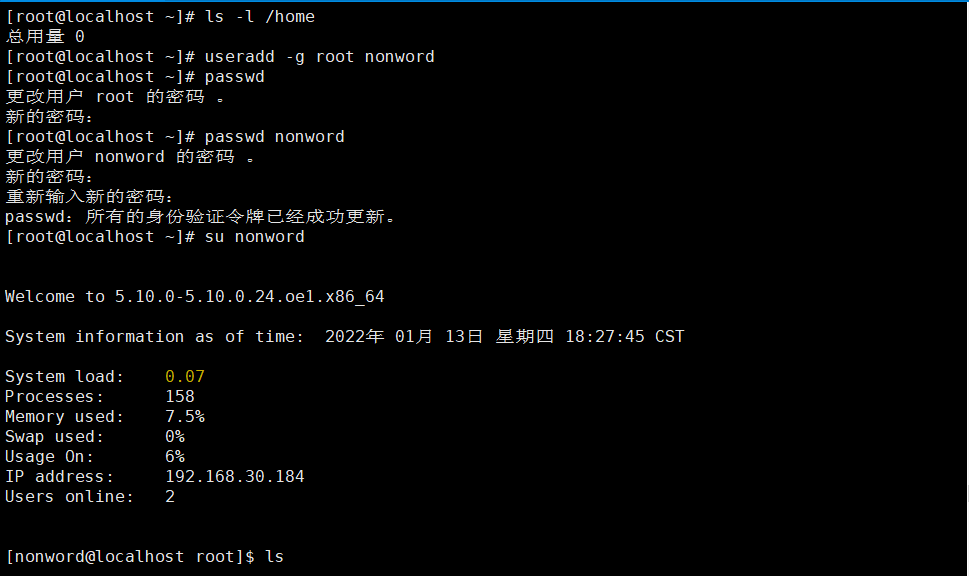 [root@localhost ~]# ls -l /home
总用量 0
[root@localhost ~]# useradd -g root nonword
[root@localhost ~]# passwd
更改用户 root 的密码 。
新的密码：
[root@localhost ~]# passwd nonword
更改用户 nonword 的密码 。
新的密码：
重新输入新的密码：
passwd：所有的身份验证令牌已经成功更新。
[root@localhost ~]# su nonword
Welcome to 5.10.0-5.10.0.24.oe1.x86_64
System information as of time:  2022年 01月 13日 星期四 18:27:45 CST
System load:    0.07
Processes:      158
Memory used:    7.5%
Swap used:      0%
Usage On:       6%
IP address:     192.168.30.184
Users online:   2
[nonword@localhost root]$ ls